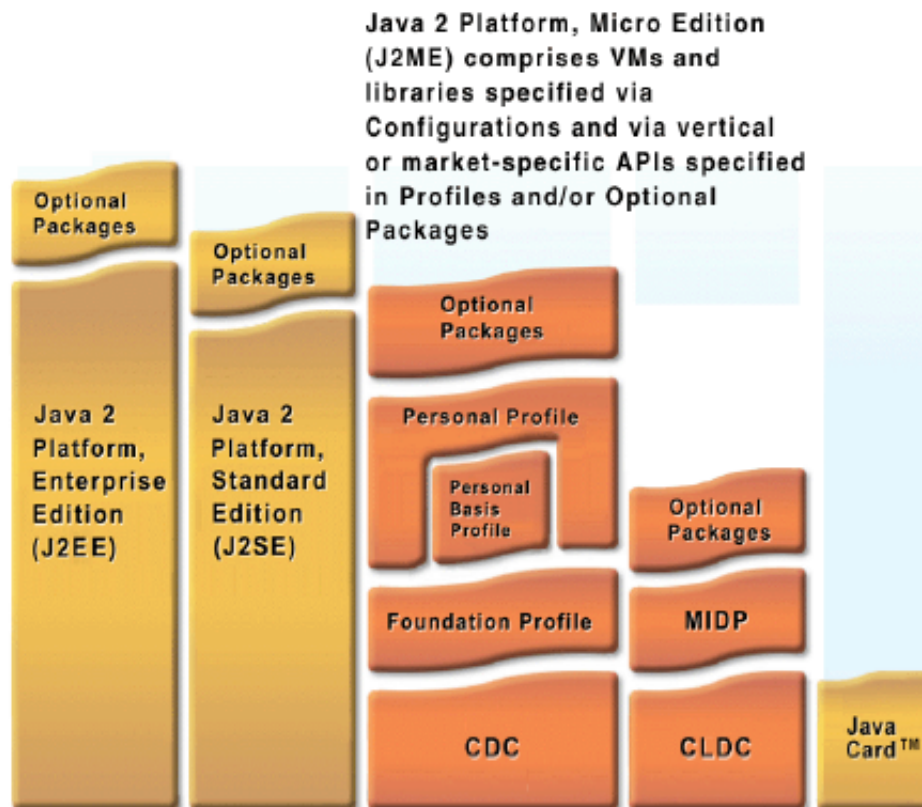 Java 2 Platform, Micro Edition
(J2ME) comprises VMs and
libraries specified via
Configurations and via vertical
or market-specific APIs specified
in Profiles and/or Optional
Packages
Optional
Packages
Java 2
Platform,
Enterprise
Edition
(J2EE)
Optional
Packages
Java 2
Platform,
Standard
Edition
(J2SE)
Optional
Packages
Personal Profile
Personal
Basis
Profile
Foundation Profile
CDC
Optional
Packages
MIDP
CLDC
Java
Card™